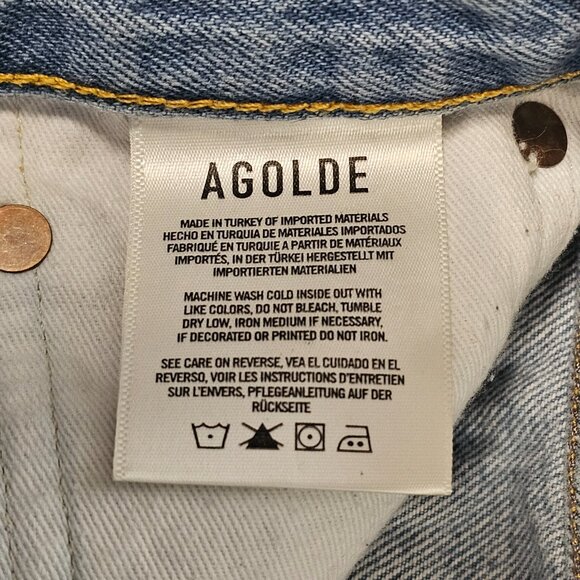 AGOLDE
MADE IN TURKEY OF IMPORTED MATERIALS
HECHO EN TURQUIA DE MATERIALES IMPORTADOS
FABRIQUÉ EN TURQUIE A PARTIR DE MATÉRIAUX
IMPORTÉS, IN DER TÜRKEI HERGESTELLT MIT
IMPORTIERTEN MATERIALIEN
MACHINE WASH COLD INSIDE OUT WITH
LIKE COLORS, DO NOT BLEACH, TUMBLE
DRY LOW, IRON MEDIUM IF NECESSARY,
IF DECORATED OR PRINTED DO NOT IRON.
SEE CARE ON REVERSE, VEA EL CUIDADO EN EL
REVERSO, VOIR LES INSTRUCTIONS D'ENTRETIEN
SUR L'ENVERS, PFLEGEANLEITUNG AUF DER
RÜCKSEITE